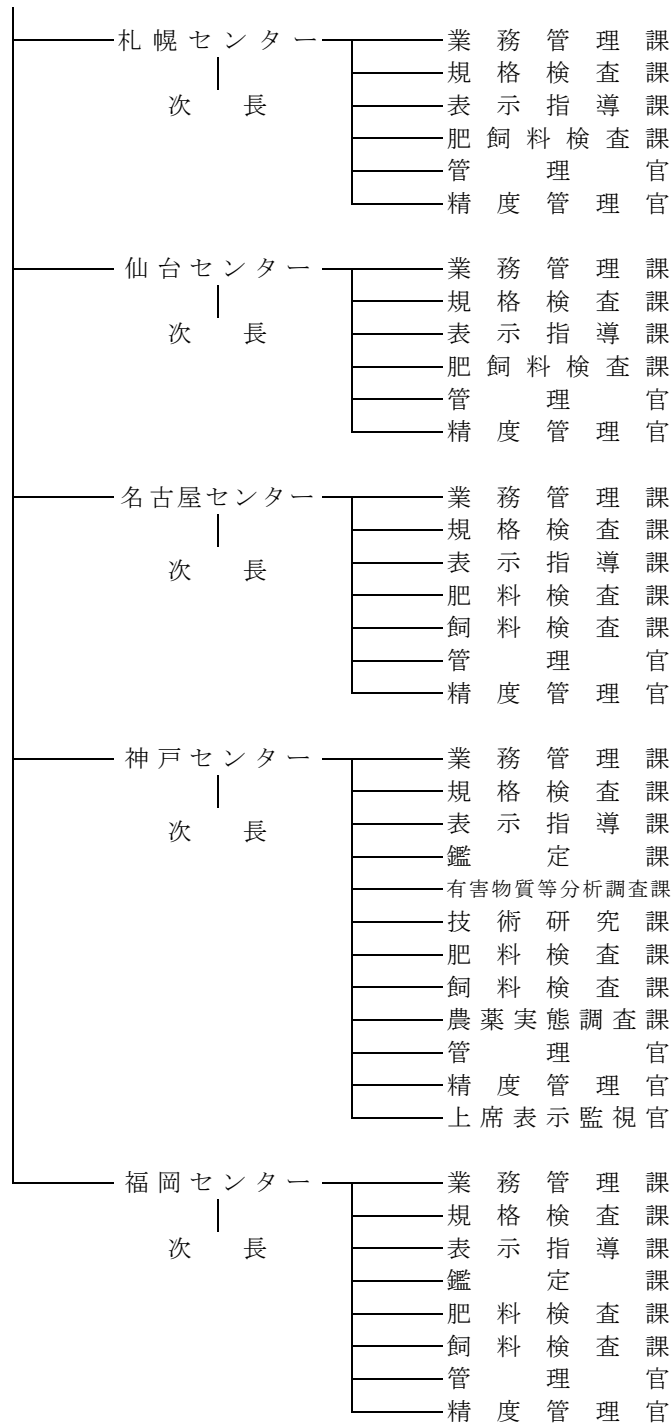 札幌センター 業務管理課
規格検査課
次長 表示指導課
肥飼料検査課
管理官
精度管理官
仙台センター 業務管理課
規格検査課
次長 表示指導課
肥飼料検査課
管理官
精度管理官
名古屋センター 業務管理課
規格検査課
次長 表示指導課
肥料検査課
飼料検査課
管理官
精度管理官
神戸センター 業務管理課
規格検査課
次長 表示指導課
鑑定課
有害物質等分析調査課
技術研究課
肥料検査課
飼料検査課
農薬実態調査課
管理官
精度管理官
上席表示監視官
福岡センター 業務管理課
規格検査課
次長 表示指導課
鑑定課
肥料検査課
飼料検査課
管理官
精度管理官